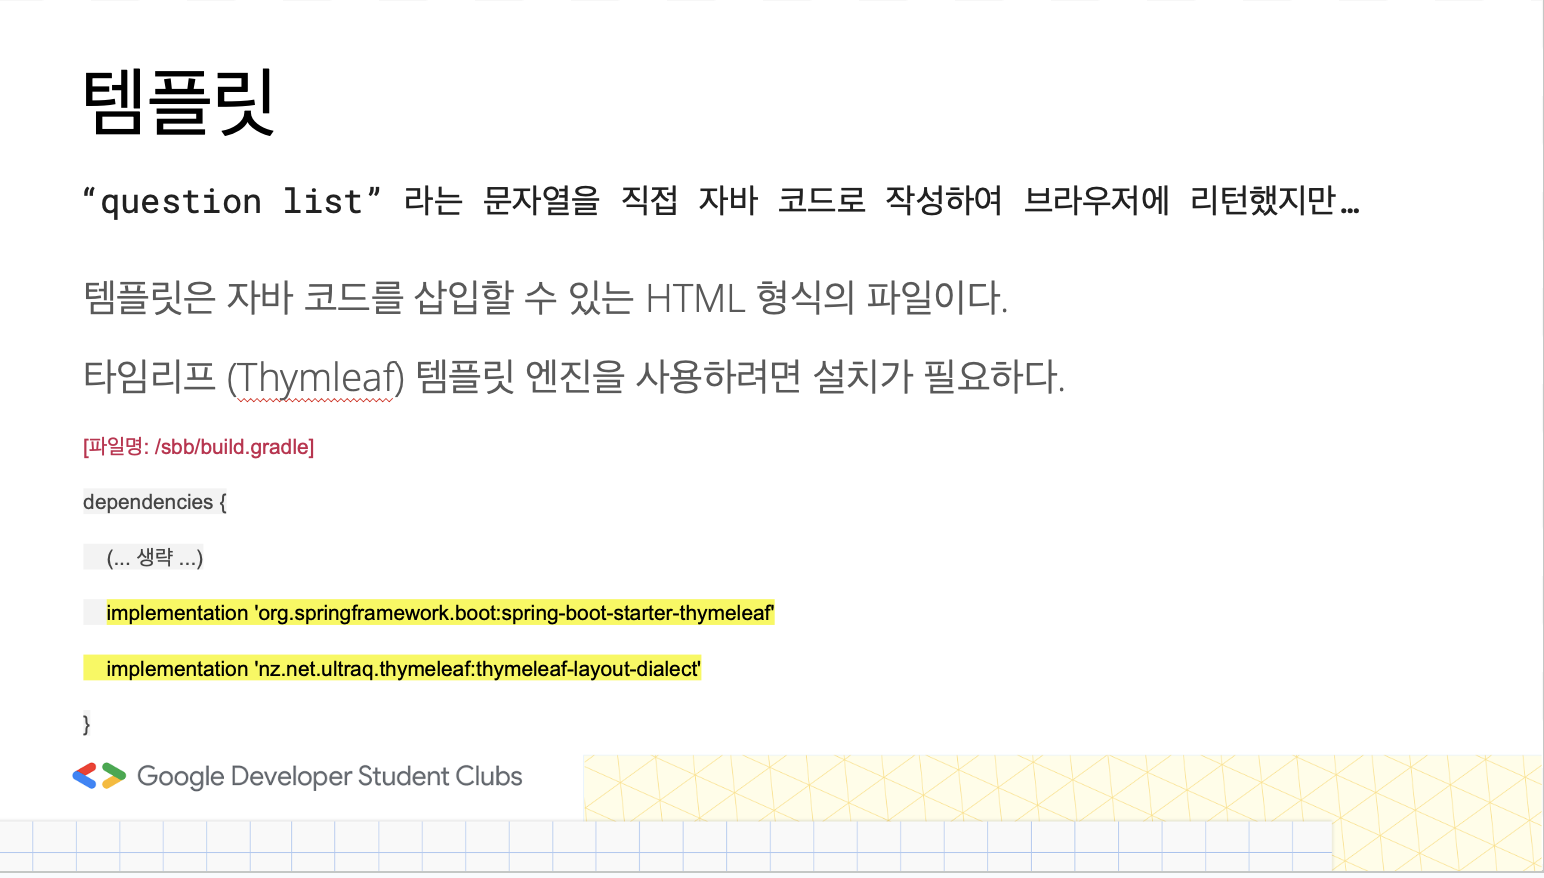 템플릿
“question list” 라는 문자열을 직접 자바 코드로 작성하여 브라우저에 리턴했지만…
템플릿은 자바 코드를 삽입할 수 있는 HTML 형식의 파일이다.
타임리프 (Thymleaf) 템플릿 엔진을 사용하려면 설치가 필요하다.
[파일명: /sbb/build.gradle]
dependencies {
    (... 생략 ...)
    implementation 'org.springframework.boot:spring-boot-starter-thymeleaf'
    implementation 'nz.net.ultraq.thymeleaf:thymeleaf-layout-dialect'
}
Google Developer Student Clubs